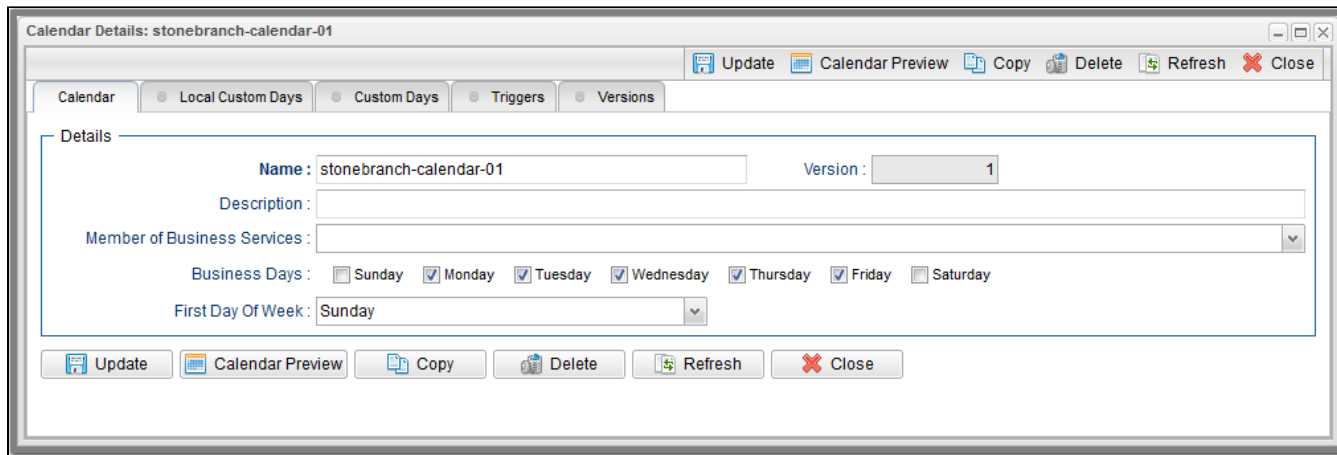 Calendar Details: stonebranch-calendar-01
Update Calendar Preview Copy Delete Refresh Close
Calendar Local Custom Days Custom Days Triggers Versions
Details
Name : stonebranch-calendar-01 Version : 1
Description :
Member of Business Services :
Business Days : Sunday Monday Tuesday Wednesday Thursday Friday Saturday
First Day Of Week : Sunday
Update Calendar Preview Copy Delete Refresh Close